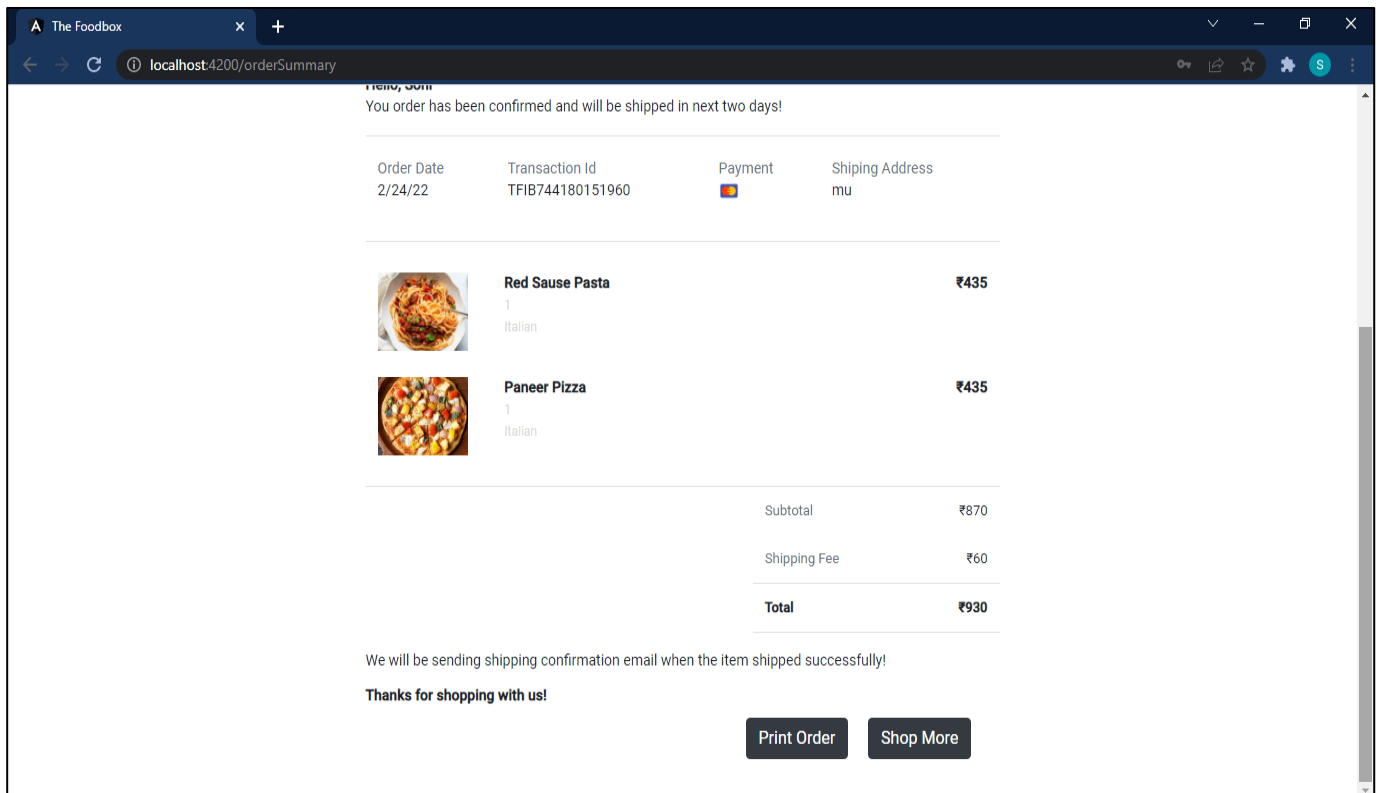 The Foodbox
localhost:4200/orderSummary
S
Hello, Soni
You order has been confirmed and will be shipped in next two days!
Order Date Transaction Id Payment Shiping Address
2/24/22 TFIB744180151960 mu
Red Sause Pasta ₹435
1
Italian
Paneer Pizza ₹435
1
Italian
Subtotal ₹870
Shipping Fee ₹60
Total ₹930
We will be sending shipping confirmation email when the item shipped successfully!
Thanks for shopping with us!
Print Order Shop More